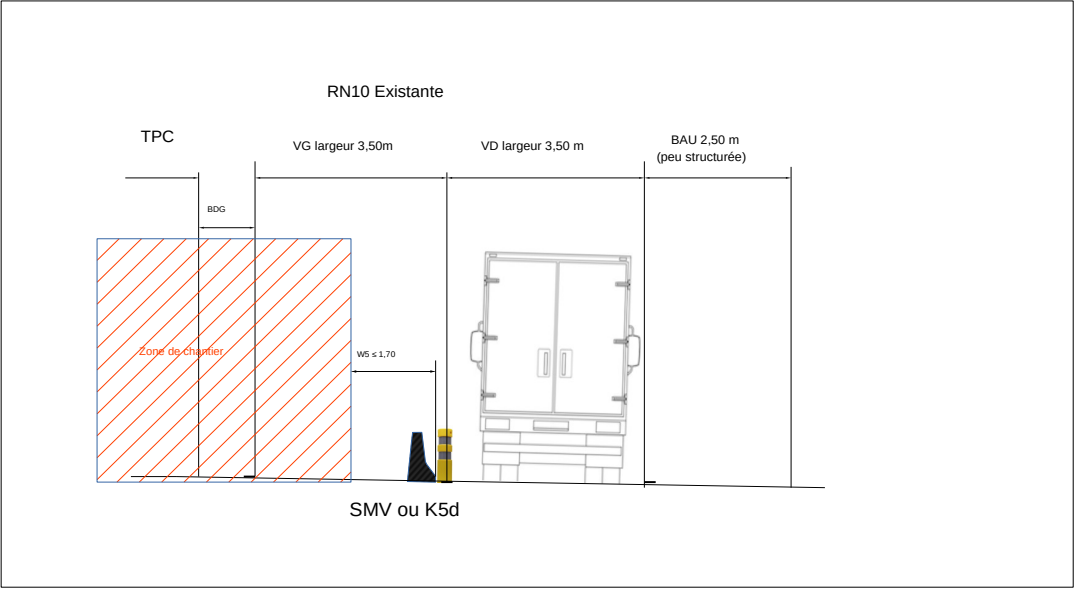 RN10 Existante
TPC
VG largeur 3,50m
VD largeur 3,50 m
BAU 2,50 m
(peu structurée)
BDG
Zone de chantier
W5 ≤ 1,70
SMV ou K5d